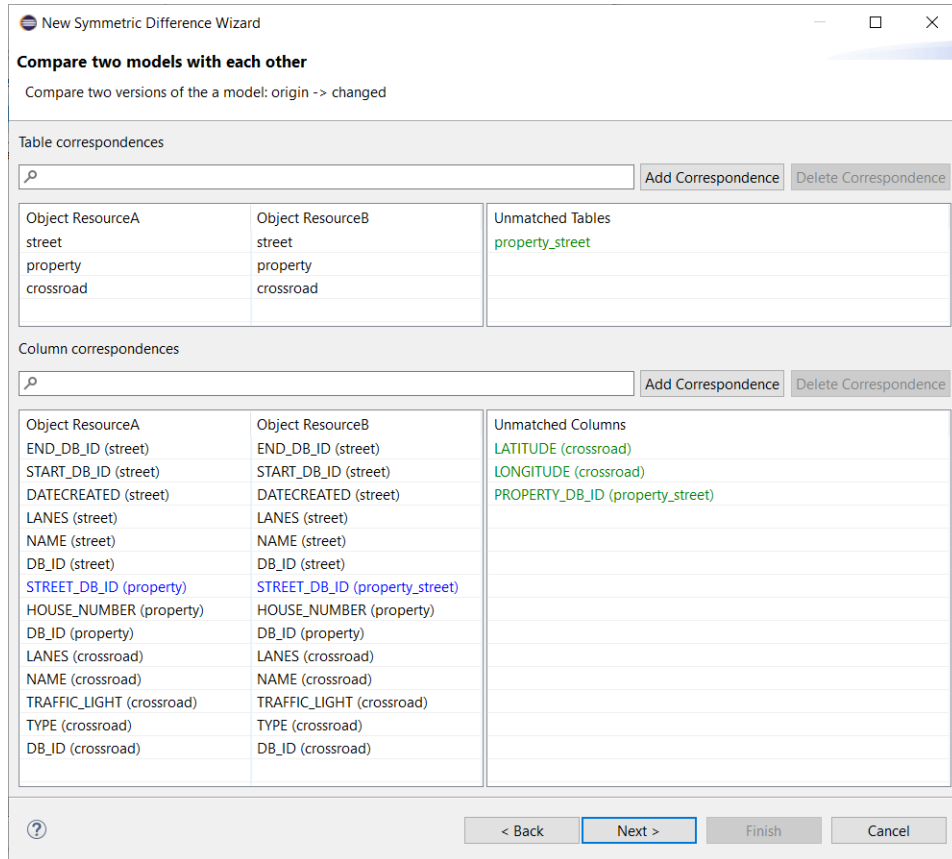 New Symmetric Difference Wizard
Compare two models with each other
Compare two versions of the a model: origin -> changed
Table correspondences
Add Correspondence Delete Correspondence
Object ResourceA Object ResourceB Unmatched Tables
street street property_street
property property
crossroad crossroad
Column correspondences
Add Correspondence Delete Correspondence
Object ResourceA Object ResourceB Unmatched Columns
END_DB_ID (street) END_DB_ID (street) LATITUDE (crossroad)
START_DB_ID (street) START_DB_ID (street) LONGITUDE (crossroad)
DATECREATED (street) DATECREATED (street) PROPERTY_DB_ID (property_street)
LANES (street) LANES (street)
NAME (street) NAME (street)
DB_ID (street) DB_ID (street)
STREET_DB_ID (property) STREET_DB_ID (property_street)
HOUSE_NUMBER (property) HOUSE_NUMBER (property)
DB_ID (property) DB_ID (property)
LANES (crossroad) LANES (crossroad)
NAME (crossroad) NAME (crossroad)
TRAFFIC_LIGHT (crossroad) TRAFFIC_LIGHT (crossroad)
TYPE (crossroad) TYPE (crossroad)
DB_ID (crossroad) DB_ID (crossroad)
? < Back Next > Finish Cancel